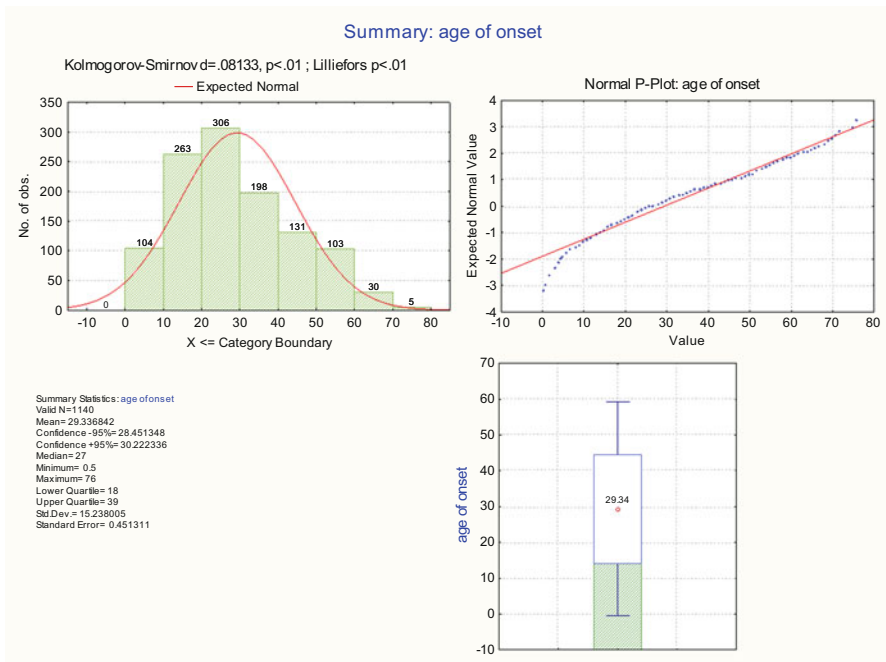 Summary: age of onset
Kolmogorov-Smirnov d=.08133, p<.01 ; Lilliefors p<.01
Expected Normal
350
300
250
200
150
100
50
0
No. of obs.
0
104
263
306
198
131
103
30
5
-10 0 10 20 30 40 50 60 70 80
X <= Category Boundary
Normal P-Plot: age of onset
4
3
2
1
0
-1
-2
-3
-4
Expected Normal Value
-10 0 10 20 30 40 50 60 70 80
Value
Summary Statistics: age of onset
Valid N=1140
Mean= 29.336842
Confidence -95%= 28.451348
Confidence +95%= 30.222336
Median= 27
Minimum= 0.5
Maximum= 76
Lower Quartile= 18
Upper Quartile= 39
Std.Dev.= 15.238005
Standard Error= 0.451311
70
60
50
40
30
20
10
0
-10
age of onset
29.34